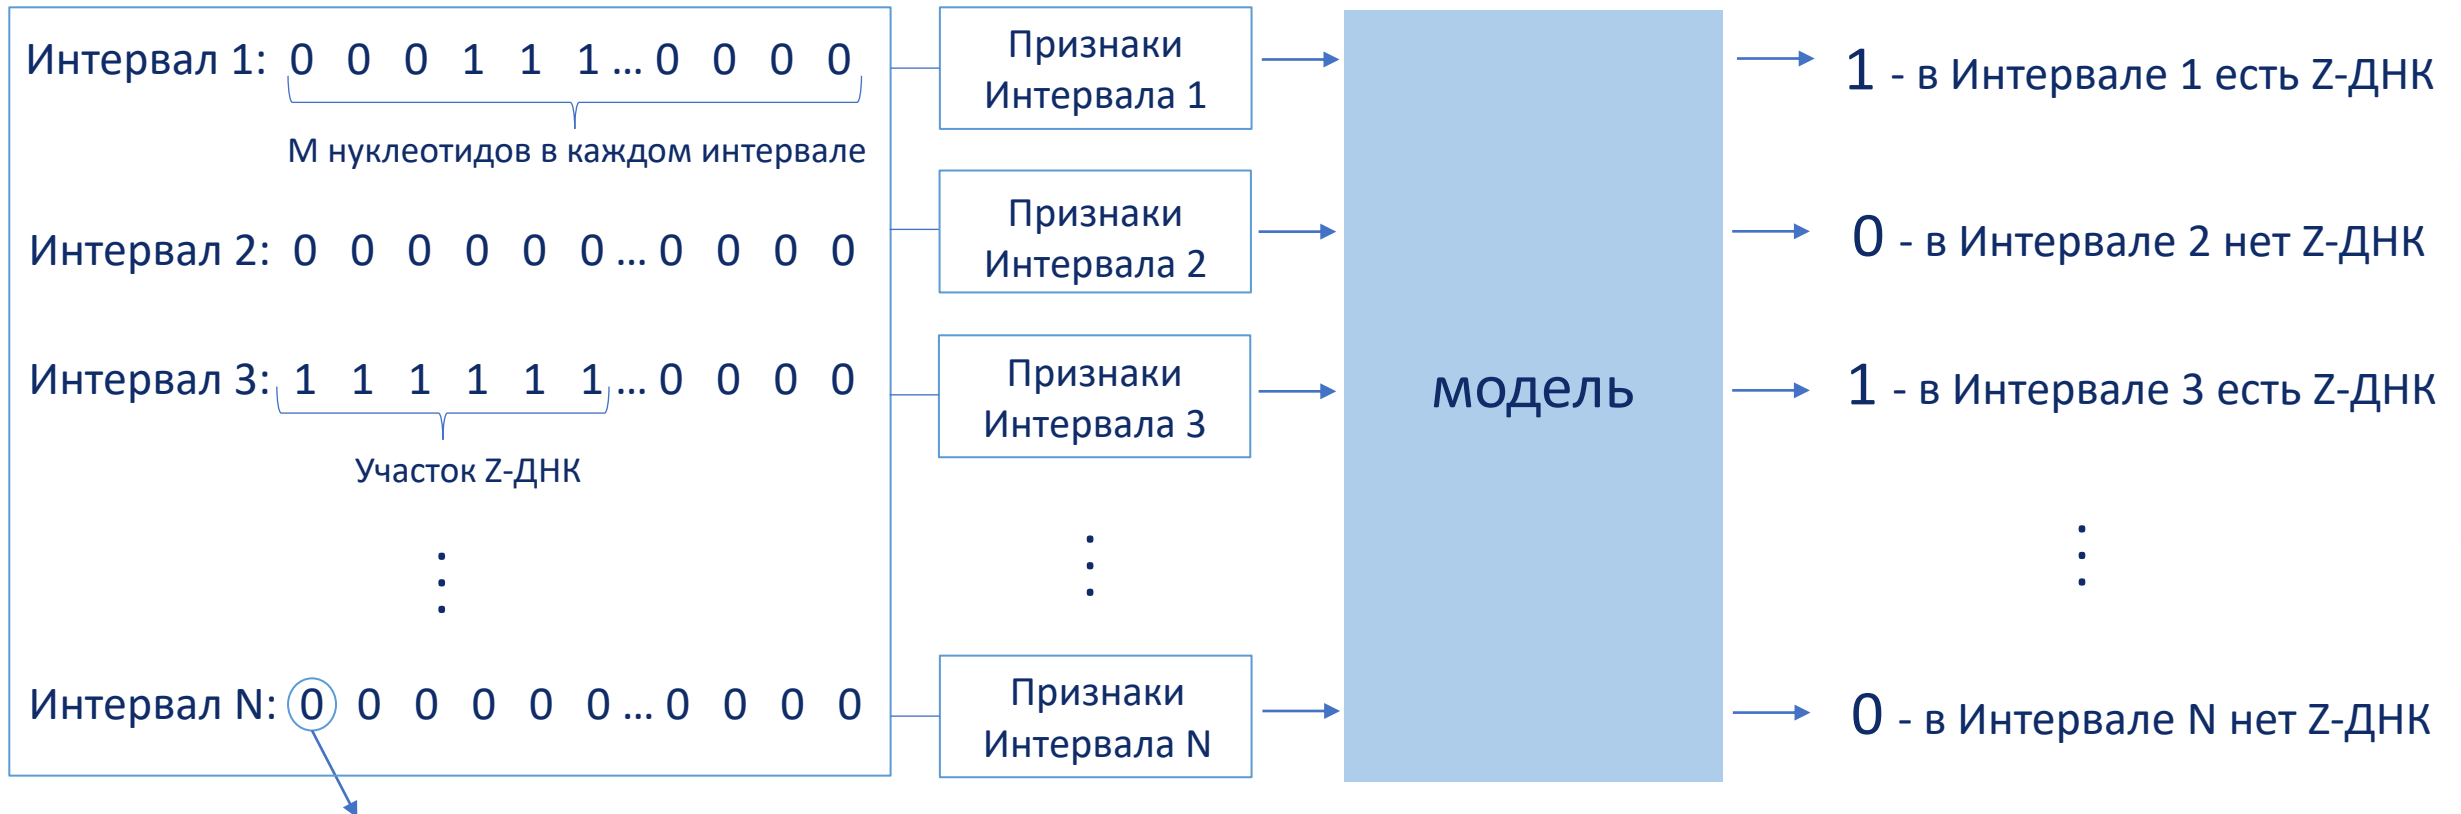 Интервал 1: 0 0 0 1 1 1 ... 0 0 0 0
М нуклеотидов в каждом интервале
Интервал 2: 0 0 0 0 0 0 ... 0 0 0 0
Интервал 3: 1 1 1 1 1 1 ... 0 0 0 0
Участок Z-ДНК
Интервал N: 0 0 0 0 0 0 ... 0 0 0 0
Признаки
Интервала 1
Признаки
Интервала 2
Признаки
Интервала 3
Признаки
Интервала N
модель
1 - в Интервале 1 есть Z-ДНК
0 - в Интервале 2 нет Z-ДНК
1 - в Интервале 3 есть Z-ДНК
0 - в Интервале N нет Z-ДНК